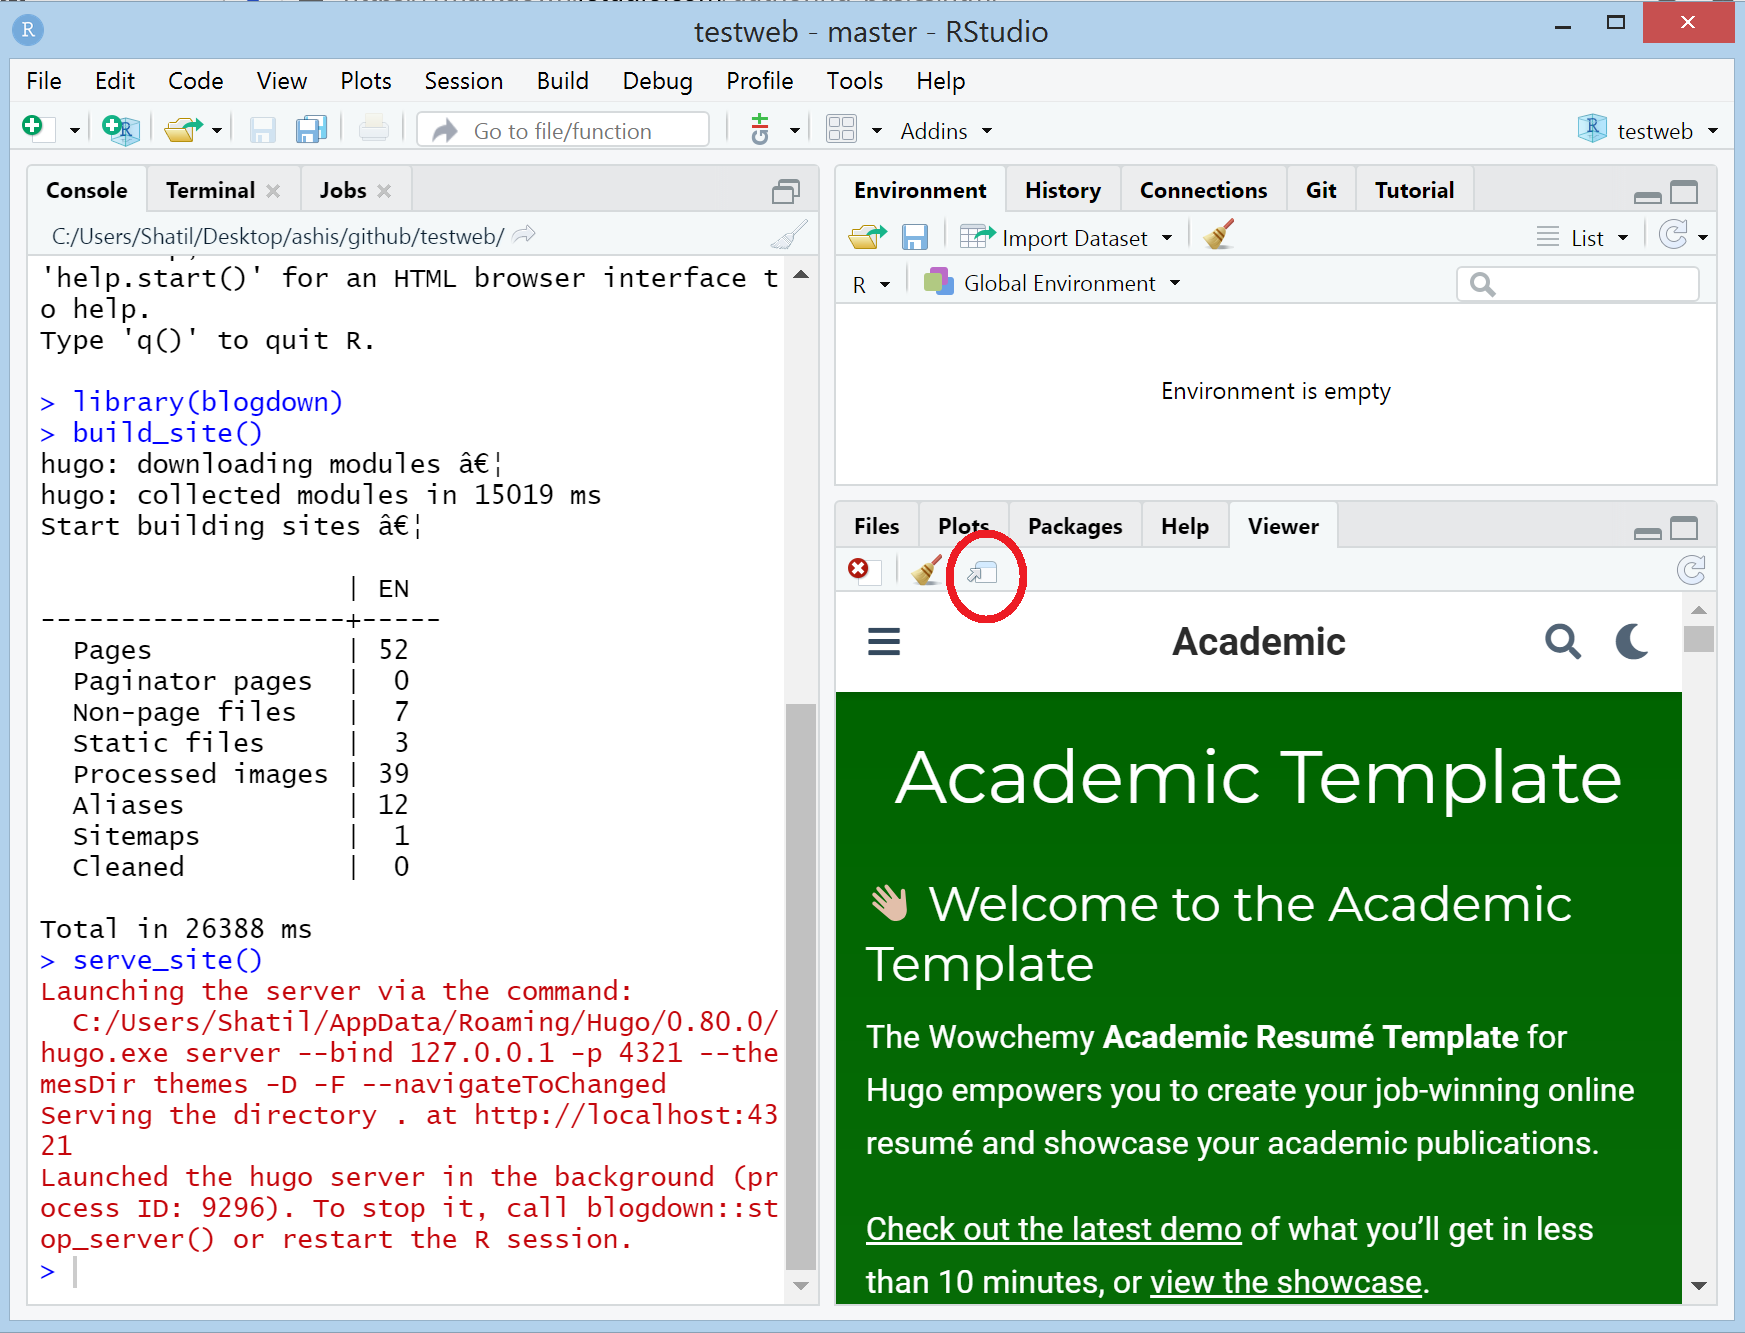 R
testweb - master - RStudio
File Edit Code View Plots Session Build Debug Profile Tools Help
Go to file/function
Addins
testweb
Console Terminal Jobs
C:/Users/Shatil/Desktop/ashis/github/testweb/
'help.start()' for an HTML browser interface t
o help.
Type 'q()' to quit R.
> library(blogdown)
> build_site()
hugo: downloading modules â€¦
hugo: collected modules in 15019 ms
Start building sites â€¦
| EN
-------------------+-----
Pages | 52
Paginator pages | 0
Non-page files | 7
Static files | 3
Processed images | 39
Aliases | 12
Sitemaps | 1
Cleaned | 0
Total in 26388 ms
> serve_site()
Launching the server via the command:
C:/Users/Shatil/AppData/Roaming/Hugo/0.80.0/
hugo.exe server --bind 127.0.0.1 -p 4321 --the
mesDir themes -D -F --navigateToChanged
Serving the directory . at http://localhost:43
21
Launched the hugo server in the background (pr
ocess ID: 9296). To stop it, call blogdown::st
op_server() or restart the R session.
>
Environment History Connections Git Tutorial
Import Dataset
List
R
Global Environment
Environment is empty
Files Plots Packages Help Viewer
Academic
Academic Template
👋 Welcome to the Academic
Template
The Wowchemy Academic Resumé Template for
Hugo empowers you to create your job-winning online
resumé and showcase your academic publications.
Check out the latest demo of what you’ll get in less
than 10 minutes, or view the showcase.